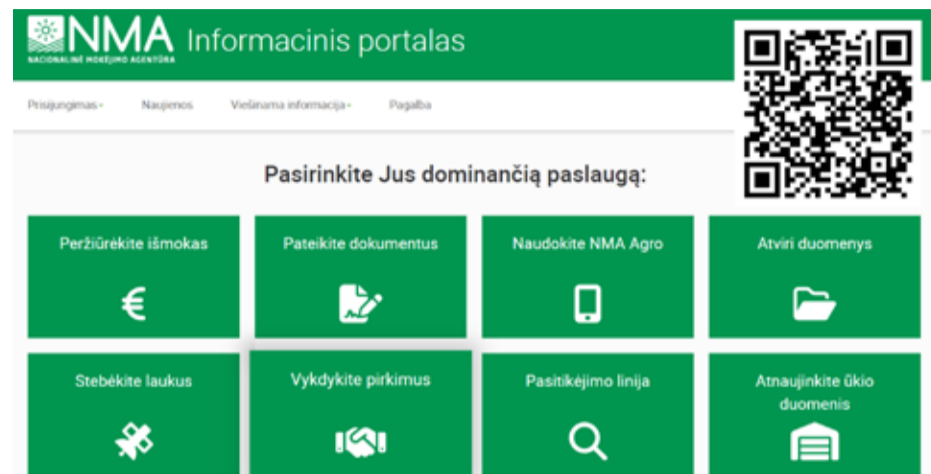 NMA Informacinis portalas
NACIONALINĖ MOKĖJIMO AGENTŪRA
Prisijungimas Naujienos Viešinama informacija Pagalba
Pasirinkite Jus dominančią paslaugą:
Peržiūrėkite išmokas Pateikite dokumentus Naudokite NMA Agro Atviri duomenys
Stebėkite laukus Vykdykite pirkimus Pasitikėjimo linija Atnaujinkite ūkio
duomenis